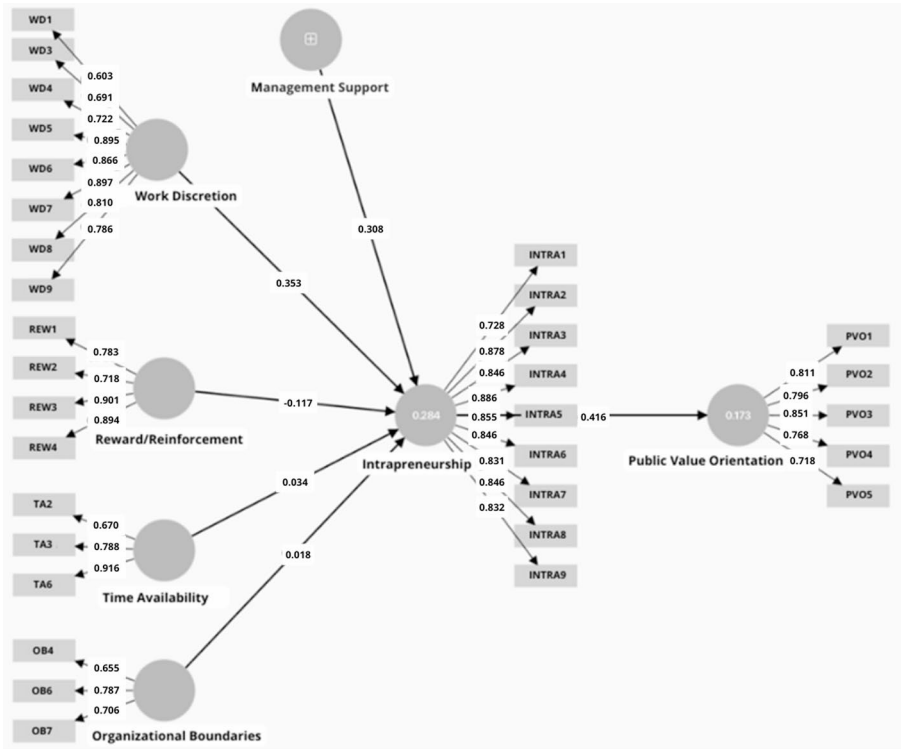 WD1
WD3
WD4
WD5
WD6
WD7
WD8
WD9
0.603
0.691
0.722
0.895
0.866
0.897
0.810
0.786
Work Discretion
Management Support
0.308
0.353
REW1
REW2
REW3
REW4
0.783
0.718
0.901
0.894
Reward/Reinforcement
-0.117
TA2
TA3
TA6
0.670
0.788
0.916
Time Availability
0.034
OB4
OB6
OB7
0.655
0.787
0.706
Organizational Boundaries
0.018
0.284
Intrapreneurship
INTRA1
INTRA2
INTRA3
INTRA4
INTRA5
INTRA6
INTRA7
INTRA8
INTRA9
0.728
0.878
0.846
0.886
0.855
0.846
0.831
0.846
0.832
0.416
0.173
Public Value Orientation
0.811
0.796
0.851
0.768
0.718
PVO1
PVO2
PVO3
PVO4
PVO5